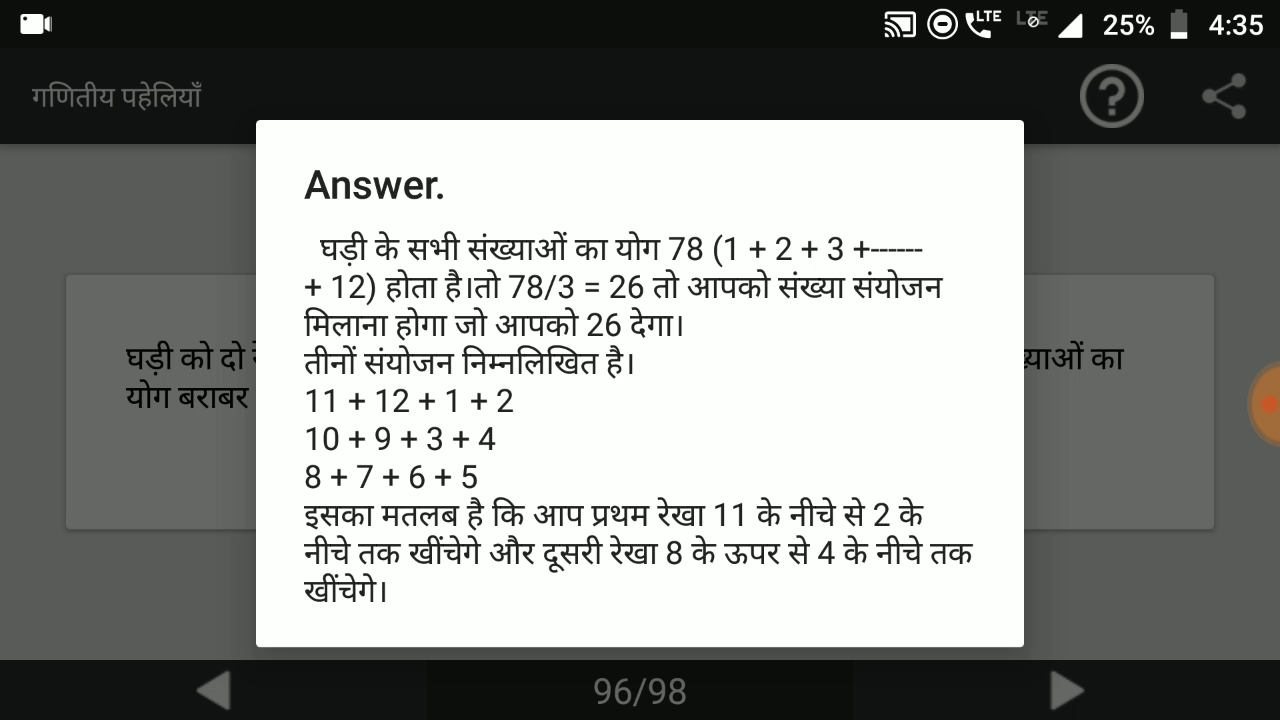 LTE LTE 25% 4:35
गणितीय पहेलियाँ
Answer.
घड़ी के सभी संख्याओं का योग 78 (1 + 2 + 3 +------
+ 12) होता है।तो 78/3 = 26 तो आपको संख्या संयोजन
मिलाना होगा जो आपको 26 देगा।
तीनों संयोजन निम्नलिखित है।
11 + 12 + 1 + 2
10 + 9 + 3 + 4
8 + 7 + 6 + 5
इसका मतलब है कि आप प्रथम रेखा 11 के नीचे से 2 के
नीचे तक खींचेगे और दूसरी रेखा 8 के ऊपर से 4 के नीचे तक
खींचेगे।
घड़ी को दो का
योग बराबर
96/98